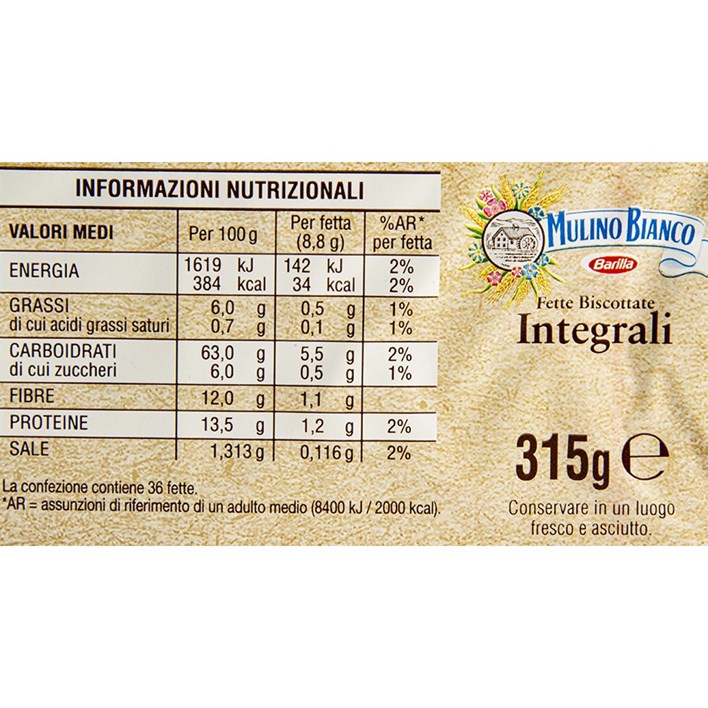 INFORMAZIONI NUTRIZIONALI
VALORI MEDI Per 100 g Per fetta (8,8 g) %AR* per fetta
ENERGIA 1619 kJ 142 kJ 2%
384 kcal 34 kcal 2%
GRASSI 6,0 g 0,5 g 1%
di cui acidi grassi saturi 0,7 g 0,1 g 1%
CARBOIDRATI 63,0 g 5,5 g 2%
di cui zuccheri 6,0 g 0,5 g 1%
FIBRE 12,0 g 1,1 g
PROTEINE 13,5 g 1,2 g 2%
SALE 1,313 g 0,116 g 2%
La confezione contiene 36 fette.
*AR = assunzioni di riferimento di un adulto medio (8400 kJ / 2000 kcal).
MULINO BIANCO
Barilla
Fette Biscottate
Integrali
315g ℮
Conservare in un luogo
fresco e asciutto.